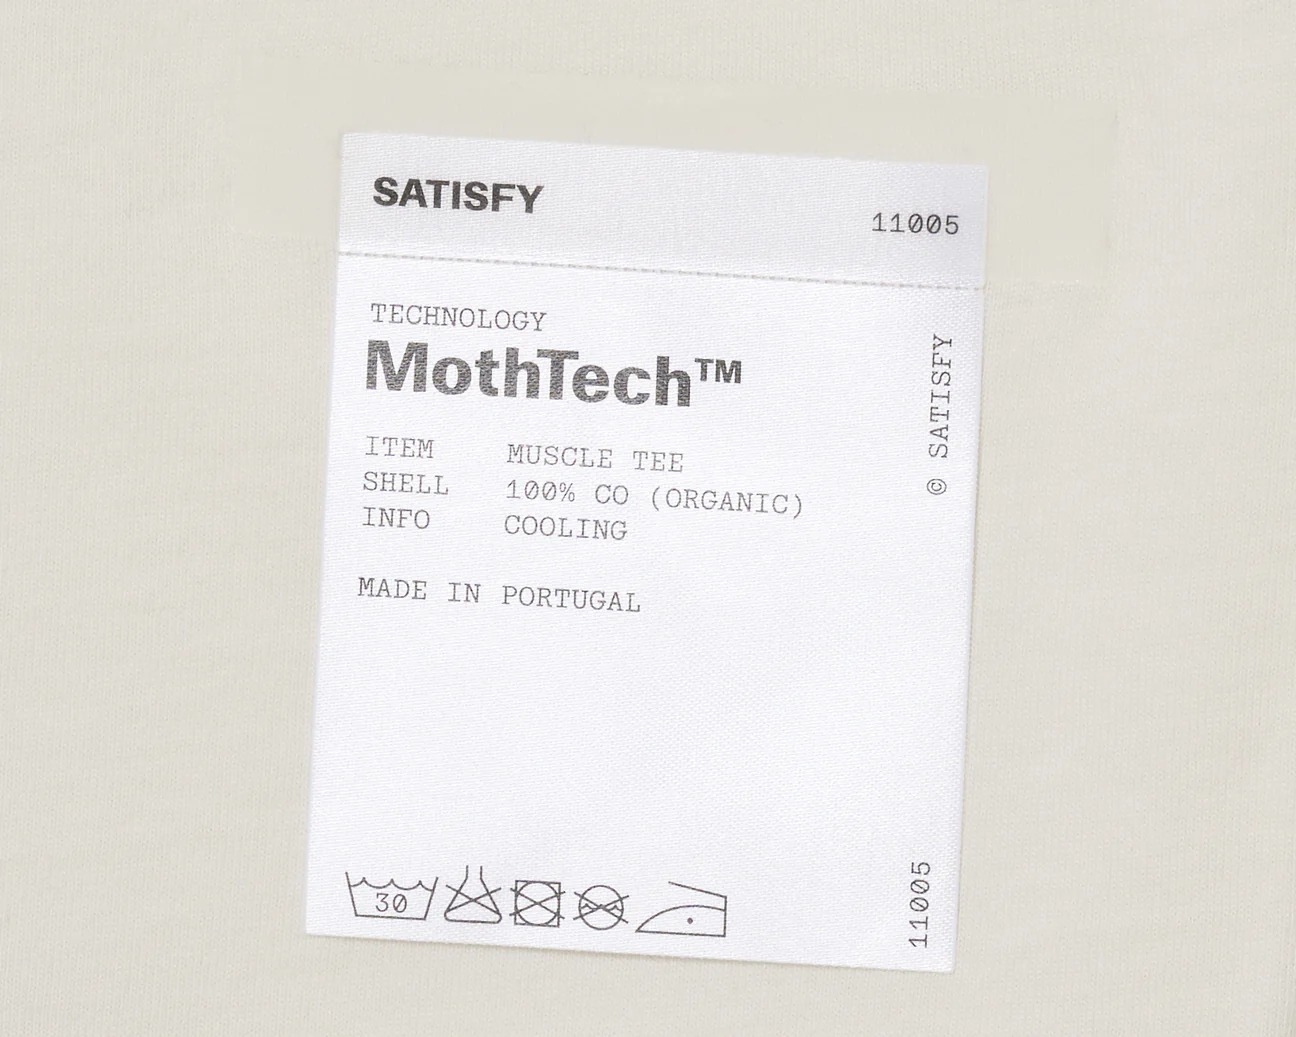 SATISFY
11005
TECHNOLOGY
MothTech™
ITEM MUSCLE TEE
SHELL 100% CO (ORGANIC)
INFO COOLING
MADE IN PORTUGAL
30
© SATISFY
11005